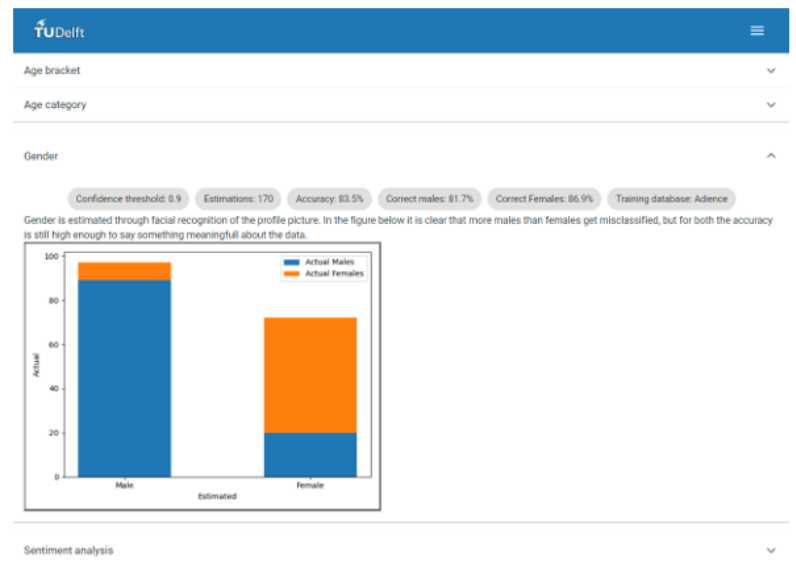 TUDelft
Age bracket
Age category
Gender
Confidence threshold: 0.9 Estimations: 170 Accuracy: 83.5% Correct males: 81.7% Correct Females: 86.9% Training database: Adience
Gender is estimated through facial recognition of the profile picture. In the figure below it is clear that more males than females get misclassified, but for both the accuracy
is still high enough to say something meaningfull about the data.
100
80
60
40
20
0
Actual
Actual Males
Actual Females
Male Female
Estimated
Sentiment analysis